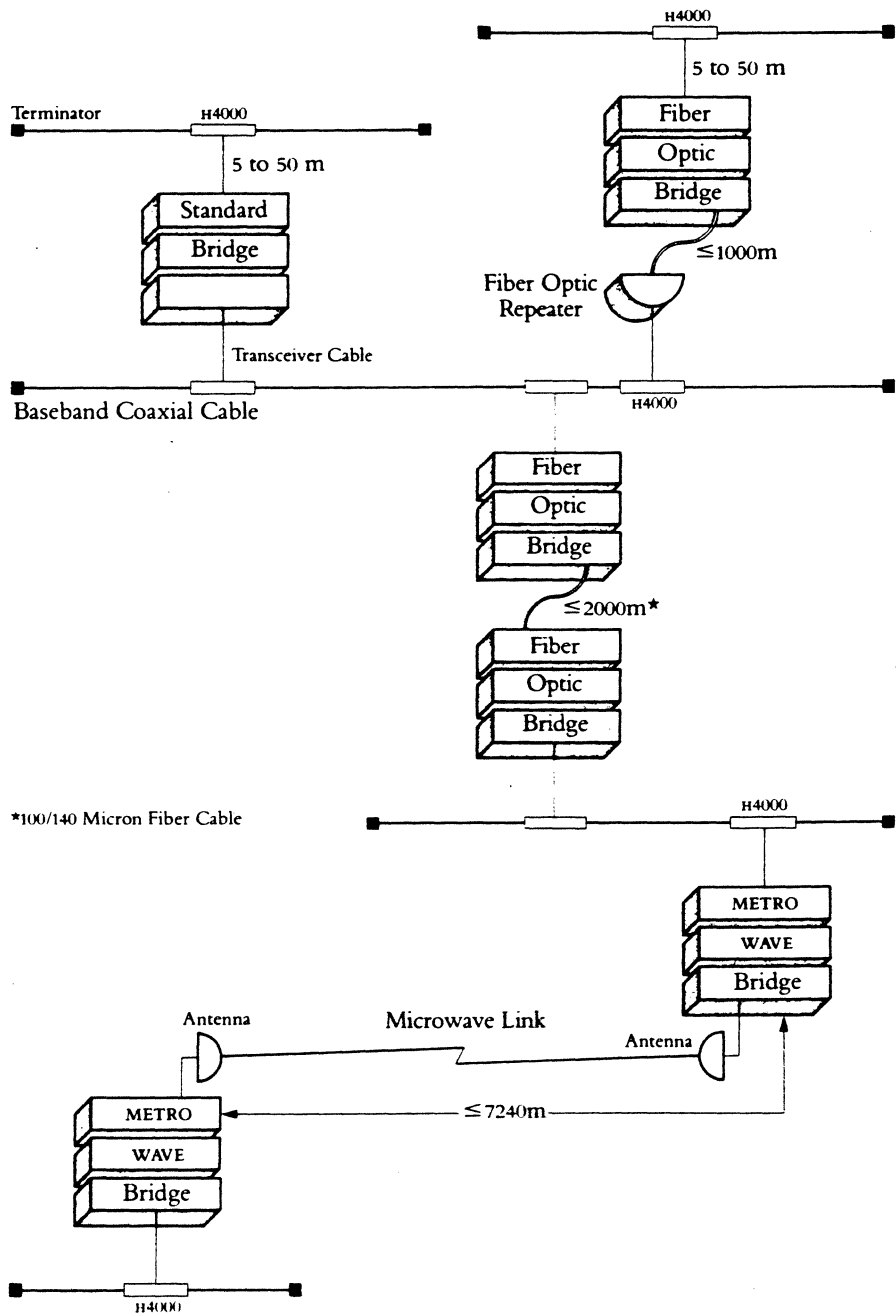 H4000
5 to 50 m
Fiber
Optic
Bridge
≤1000m
Fiber Optic
Repeater
Terminator
H4000
5 to 50 m
Standard
Bridge
Transceiver Cable
H4000
Baseband Coaxial Cable
Fiber
Optic
Bridge
≤2000m★
Fiber
Optic
Bridge
★100/140 Micron Fiber Cable
H4000
METRO
WAVE
Bridge
Antenna
Microwave Link
Antenna
≤7240m
METRO
WAVE
Bridge
H4000